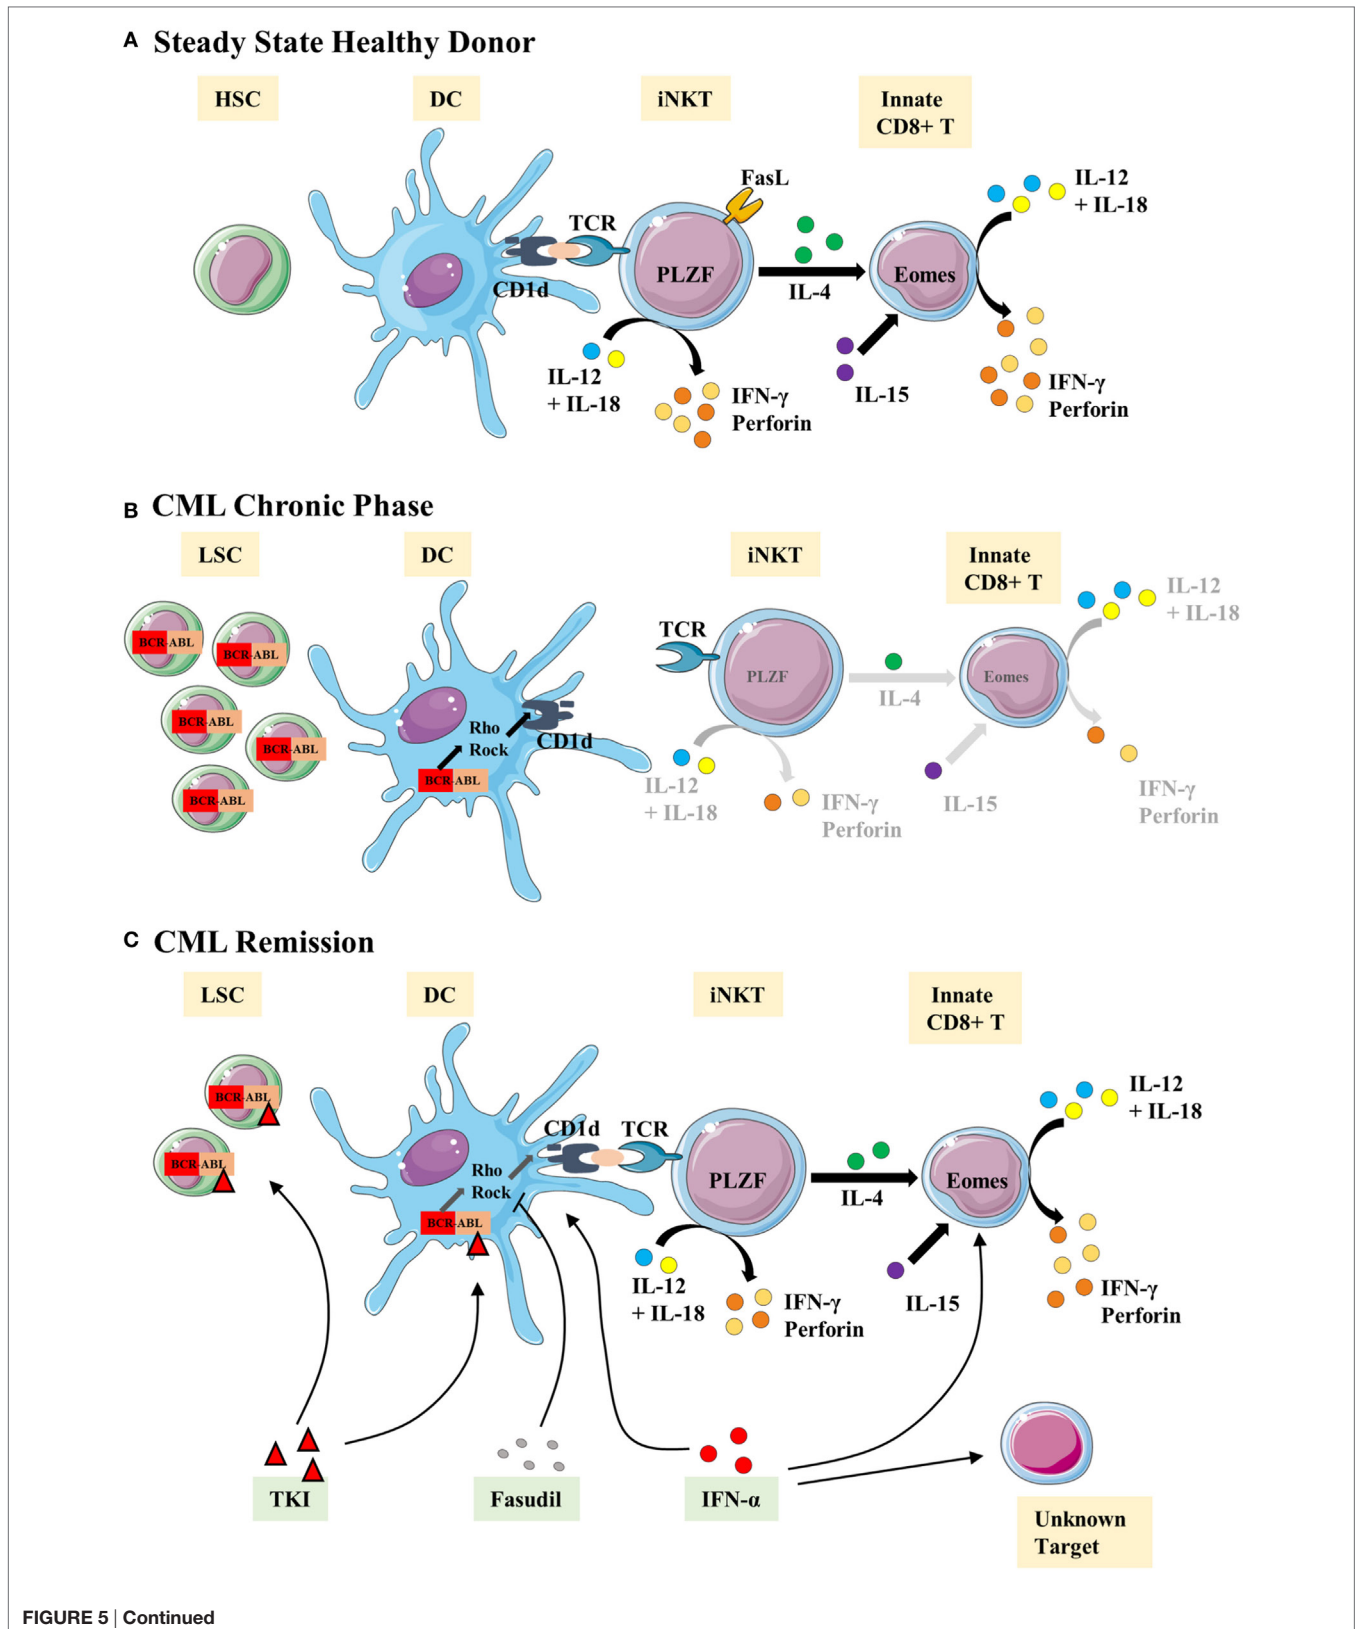 A Steady State Healthy Donor
HSC
DC
iNKT
Innate
CD8+ T
FasL
TCR
CD1d
PLZF
IL-4
Eomes
IL-12
+ IL-18
IL-12
+ IL-18
IFN-γ
Perforin
IL-15
IFN-γ
Perforin
B CML Chronic Phase
LSC
DC
iNKT
Innate
CD8+ T
BCR-ABL
BCR-ABL
BCR-ABL
BCR-ABL
BCR-ABL
Rho
Rock
BCR-ABL
CD1d
TCR
PLZF
IL-4
Eomes
IL-12
+ IL-18
IL-12
+ IL-18
IFN-γ
Perforin
IL-15
IFN-γ
Perforin
C CML Remission
LSC
DC
iNKT
Innate
CD8+ T
BCR-ABL
BCR-ABL
Rho
Rock
BCR-ABL
CD1d
TCR
PLZF
IL-4
Eomes
IL-12
+ IL-18
IL-12
+ IL-18
IFN-γ
Perforin
IL-15
IFN-γ
Perforin
TKI
Fasudil
IFN-α
Unknown
Target
FIGURE 5 | Continued